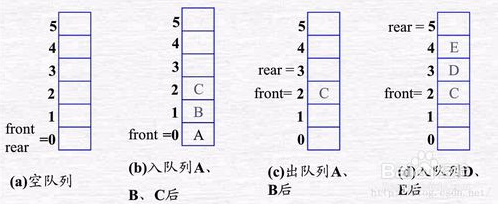 5
4
3
2
1
front
rear =0
(a)空队列
5
4
3
2 C
1 B
front =0 A
(b)入队列A、
B、C后
5
4
rear = 3
front= 2 C
1
0
(c)出队列A、
B后
rear = 5
4 E
3 D
front= 2 C
1
0
(d)入队列D、
E后